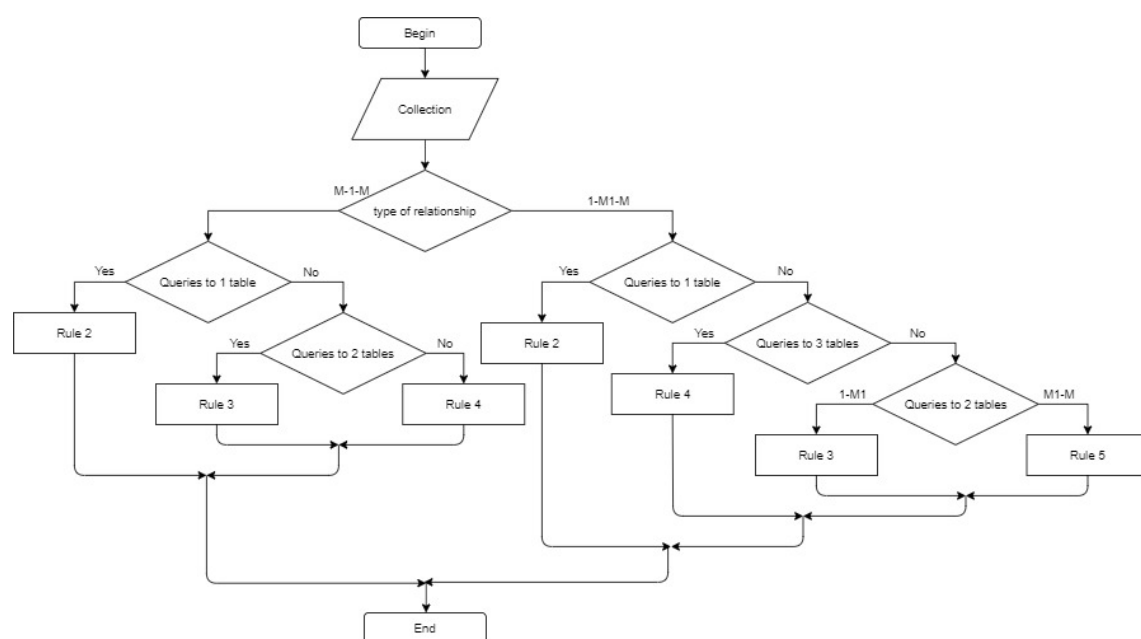 Begin
Collection
M-1-M
type of relationship
1-M1-M
Yes
Queries to 1 table
No
Yes
Queries to 1 table
No
Rule 2
Yes
Queries to 2 tables
No
Rule 2
Yes
Queries to 3 tables
No
Rule 3
Rule 4
Rule 4
1-M1
Queries to 2 tables
M1-M
Rule 3
Rule 5
End